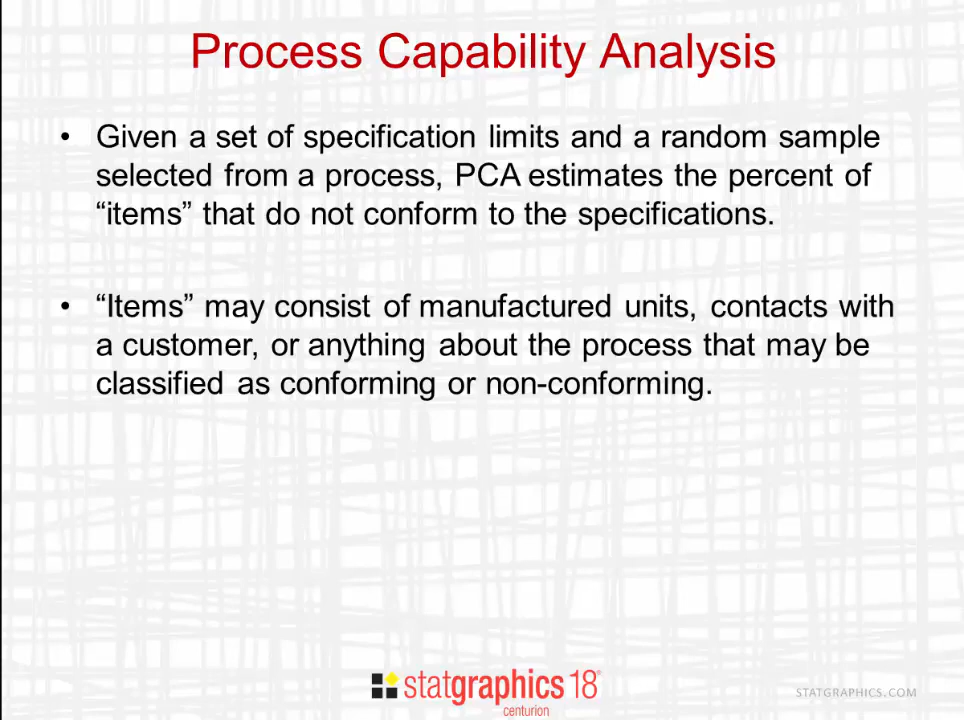 Process Capability Analysis
• Given a set of specification limits and a random sample
selected from a process, PCA estimates the percent of
“items” that do not conform to the specifications.
• “Items” may consist of manufactured units, contacts with
a customer, or anything about the process that may be
classified as conforming or non-conforming.
statgraphics 18®
centurion
STATGRAPHICS.COM